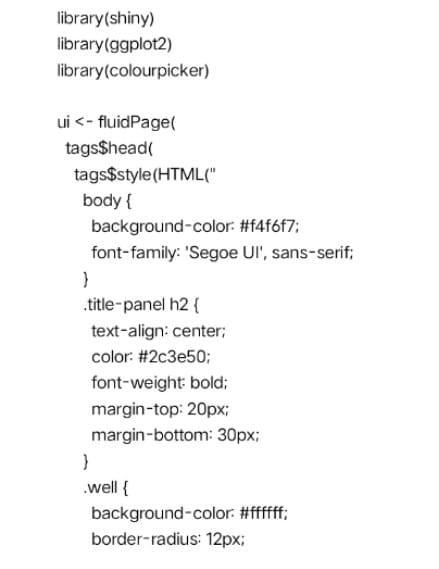 library(shiny)
library(ggplot2)
library(colourpicker)

ui <- fluidPage(
  tags$head(
    tags$style(HTML("
      body {
        background-color: #f4f6f7;
        font-family: 'Segoe UI', sans-serif;
      }
      .title-panel h2 {
        text-align: center;
        color: #2c3e50;
        font-weight: bold;
        margin-top: 20px;
        margin-bottom: 30px;
      }
      .well {
        background-color: #ffffff;
        border-radius: 12px;